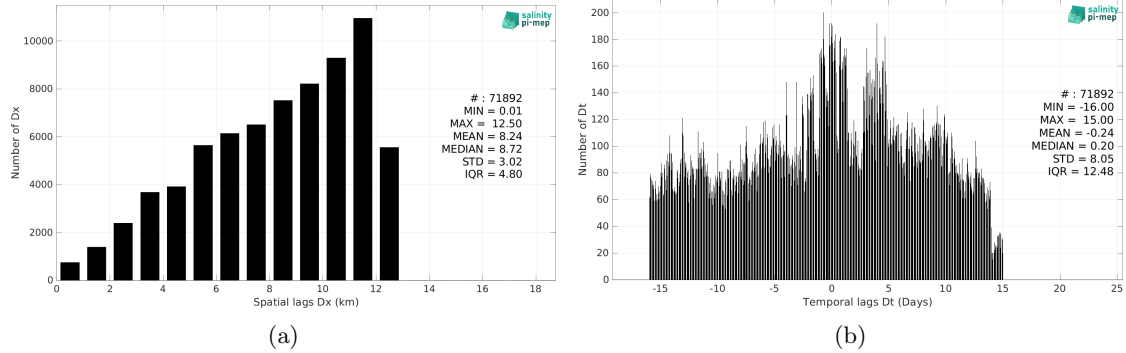 salinity
pi-mep
Number of Dx
10000
8000
6000
4000
2000
0
# : 71892
MIN = 0.01
MAX = 12.50
MEAN = 8.24
MEDIAN = 8.72
STD = 3.02
IQR = 4.80
0 2 4 6 8 10 12 14 16 18
Spatial lags Dx (km)
(a)
salinity
pi-mep
Number of Dt
200
180
160
140
120
100
80
60
40
20
0
# : 71892
MIN = -16.00
MAX = 15.00
MEAN = -0.24
MEDIAN = 0.20
STD = 8.05
IQR = 12.48
-15 -10 -5 0 5 10 15 20 25
Temporal lags Dt (Days)
(b)